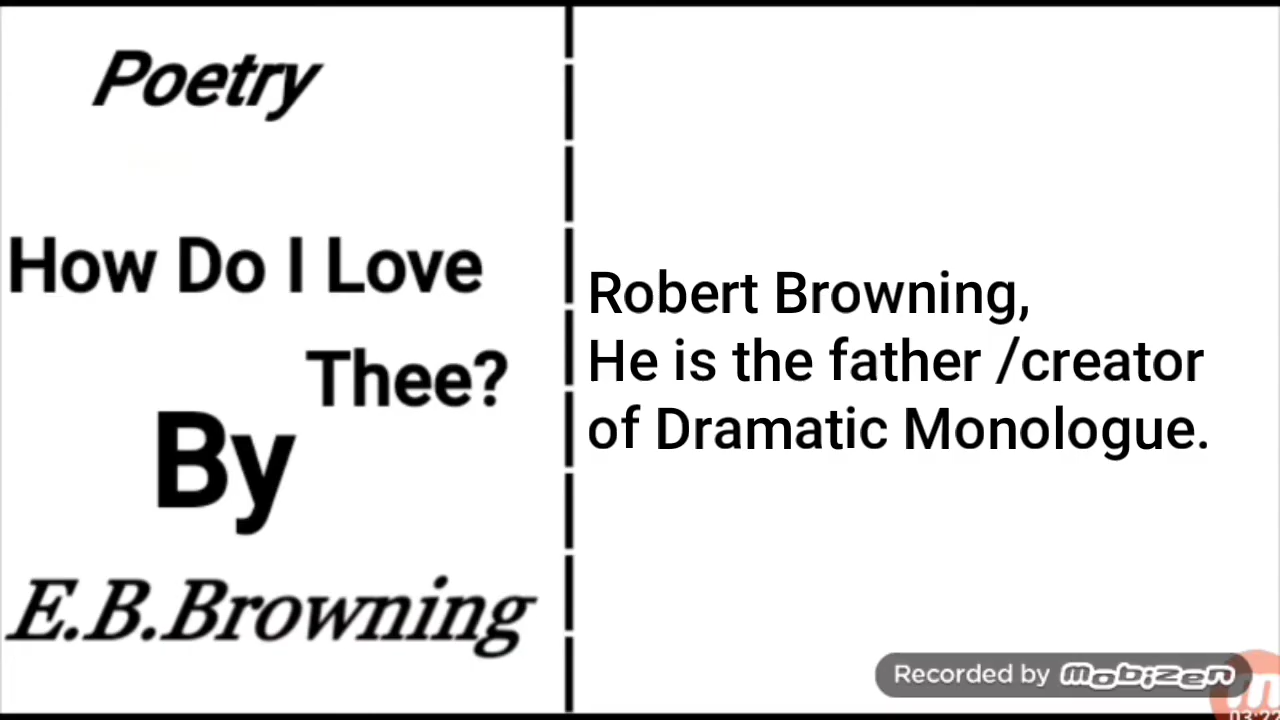 Poetry
How Do I Love
Thee?
By
E.B.Browning
Robert Browning,
He is the father /creator
of Dramatic Monologue.
Recorded by mobizen